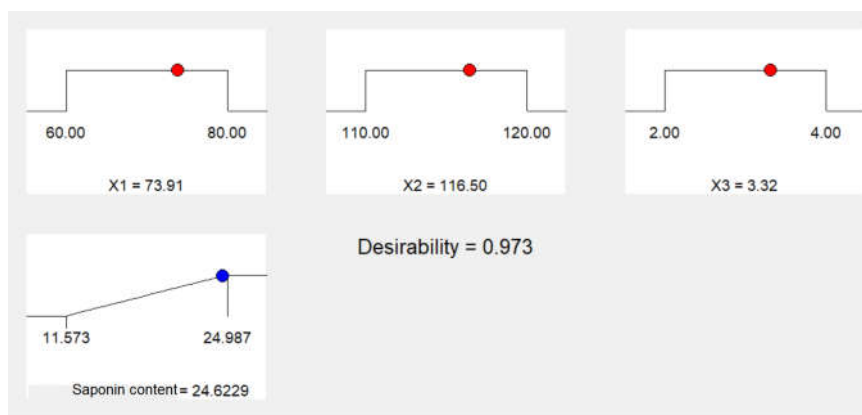 60.00 80.00
X1 = 73.91
110.00 120.00
X2 = 116.50
2.00 4.00
X3 = 3.32
11.573 24.987
Saponin content = 24.6229
Desirability = 0.973